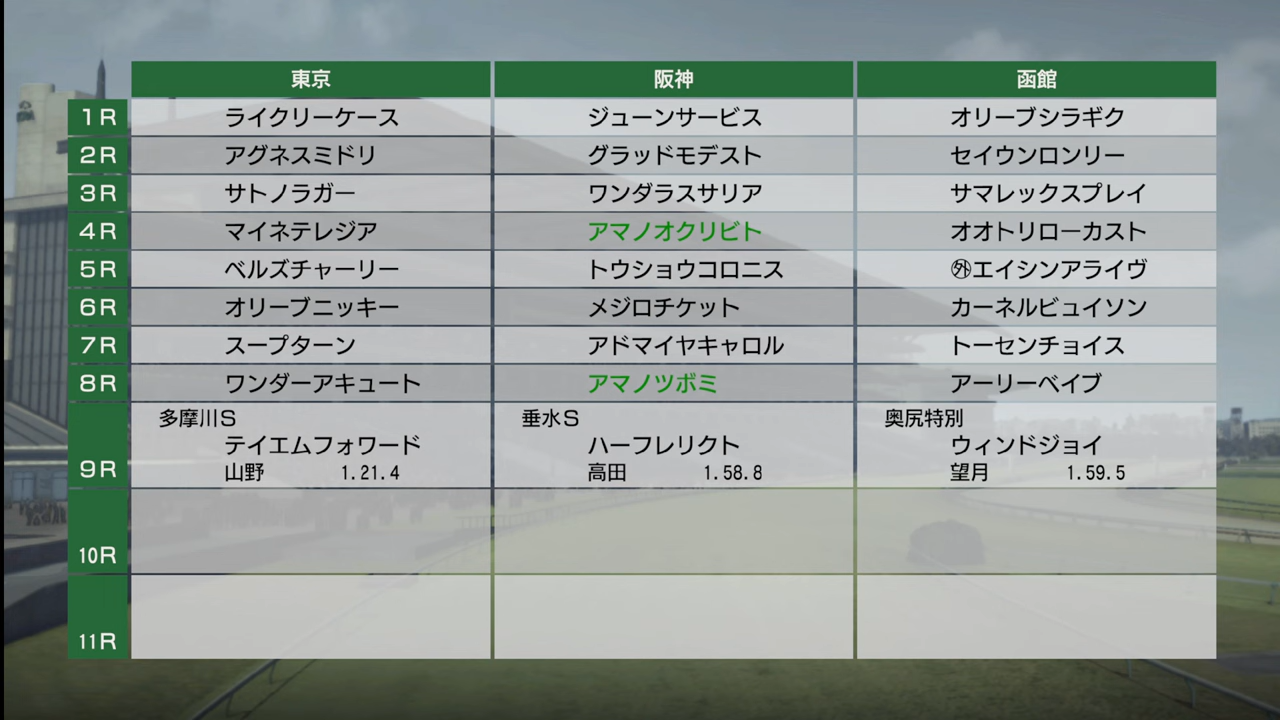 東京 阪神 函館
1R ライクリーケース ジューンサービス オリーブシラギク
2R アグネスミドリ グラッドモデスト セイウンロンリー
3R サトノラガー ワンダラスサリア サマレックスプレイ
4R マイネテレジア アマノオクリビト オオトリローカスト
5R ベルズチャーリー トウショウコロニス ㊕エイシンアライヴ
6R オリーブニッキー メジロチケット カーネルビュイソン
7R スープターン アドマイヤキャロル トーセンチョイス
8R ワンダーアキュート アマノツボミ アーリーベイブ
多摩川S 垂水S 奥尻特別
テイエムフォワード ハーフレリクト ウィンドジョイ
9R 山野 1.21.4 高田 1.58.8 望月 1.59.5
10R
11R